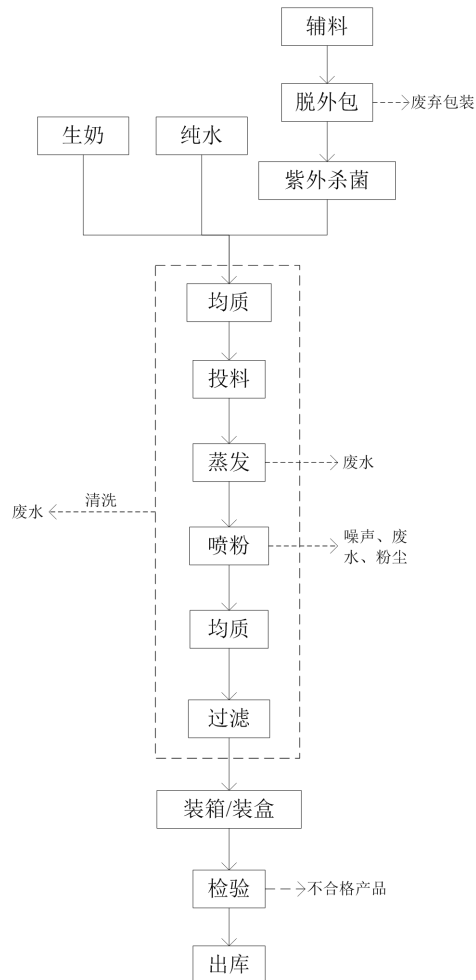 辅料
脱外包
废弃包装
生奶
纯水
紫外杀菌
均质
投料
蒸发
废水
清洗
废水
喷粉
噪声、废
水、粉尘
均质
过滤
装箱/装盒
检验
不合格产品
出库